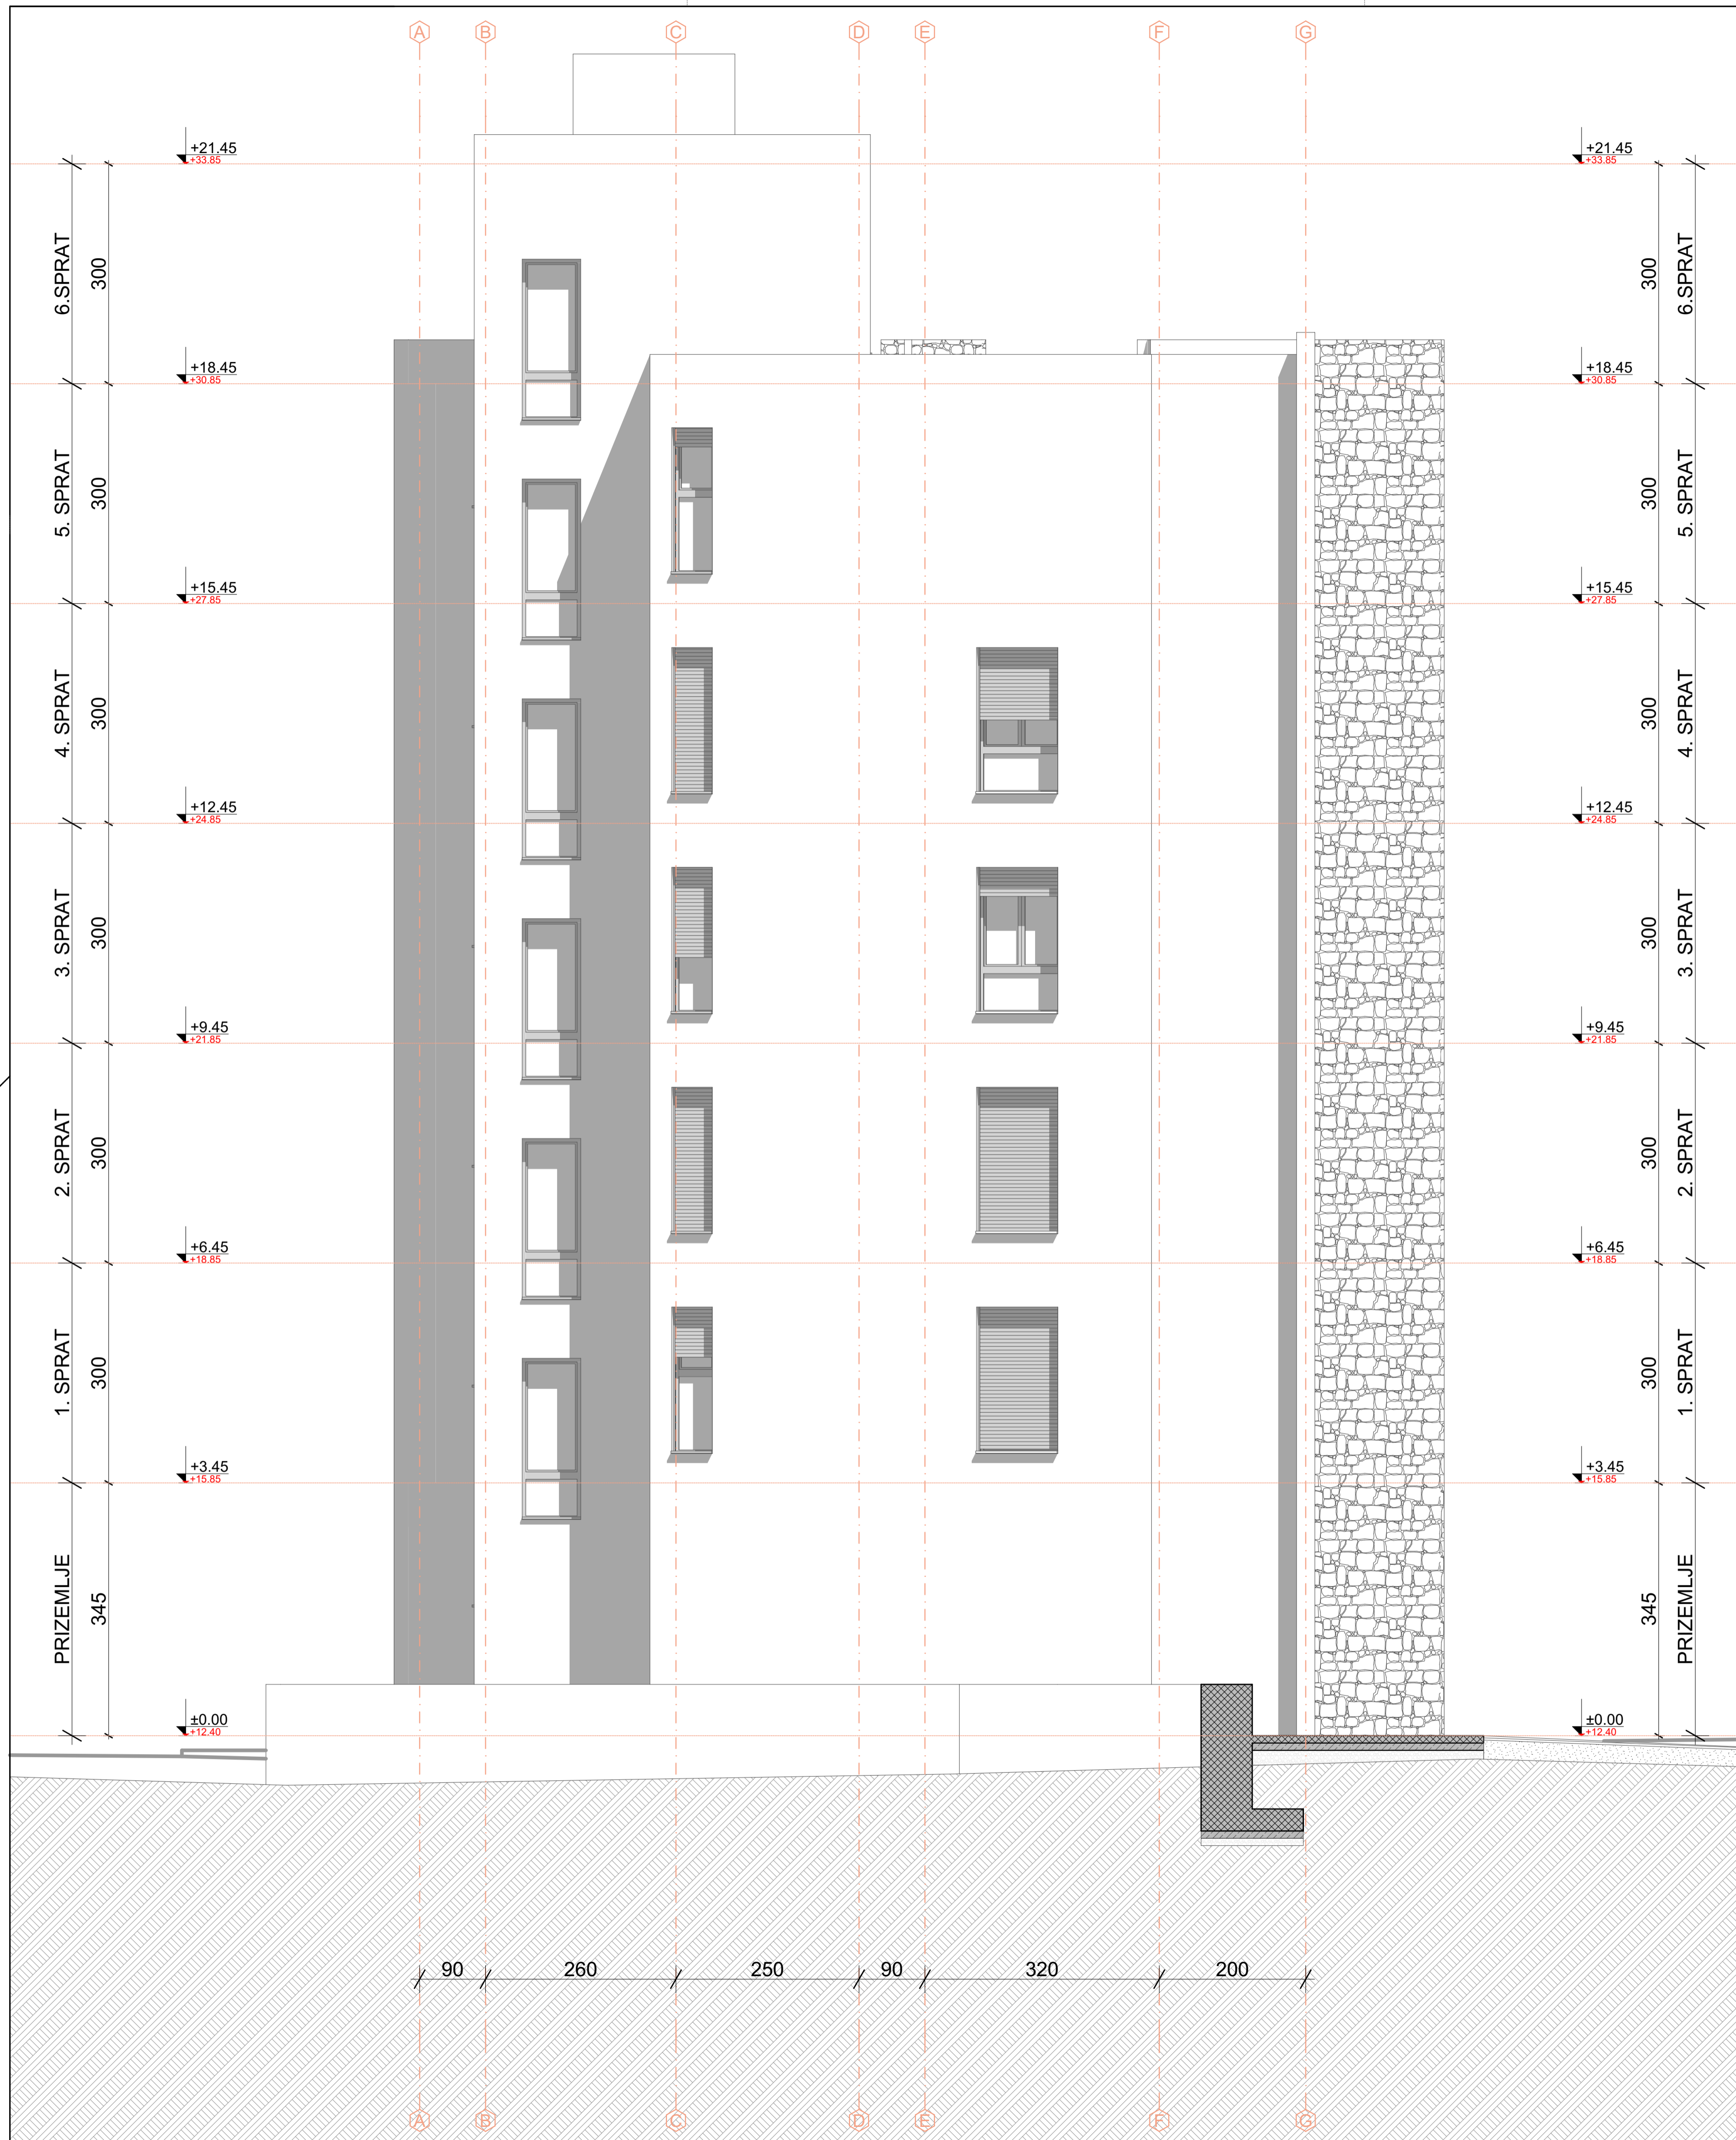 A B C D E F G
+21.45 +21.45
+33.85 +33.85
6.SPRAT 300 300 6.SPRAT
+18.45 +18.45
+30.85 +30.85
5. SPRAT 300 300 5. SPRAT
+15.45 +15.45
+27.85 +27.85
4. SPRAT 300 300 4. SPRAT
+12.45 +12.45
+24.85 +24.85
3. SPRAT 300 300 3. SPRAT
+9.45 +9.45
+21.85 +21.85
2. SPRAT 300 300 2. SPRAT
+6.45 +6.45
+18.85 +18.85
1. SPRAT 300 300 1. SPRAT
+3.45 +3.45
+15.85 +15.85
PRIZEMLJE 345 345 PRIZEMLJE
±0.00 ±0.00
+12.40 +12.40
90 260 250 90 320 200
A B C D E F G